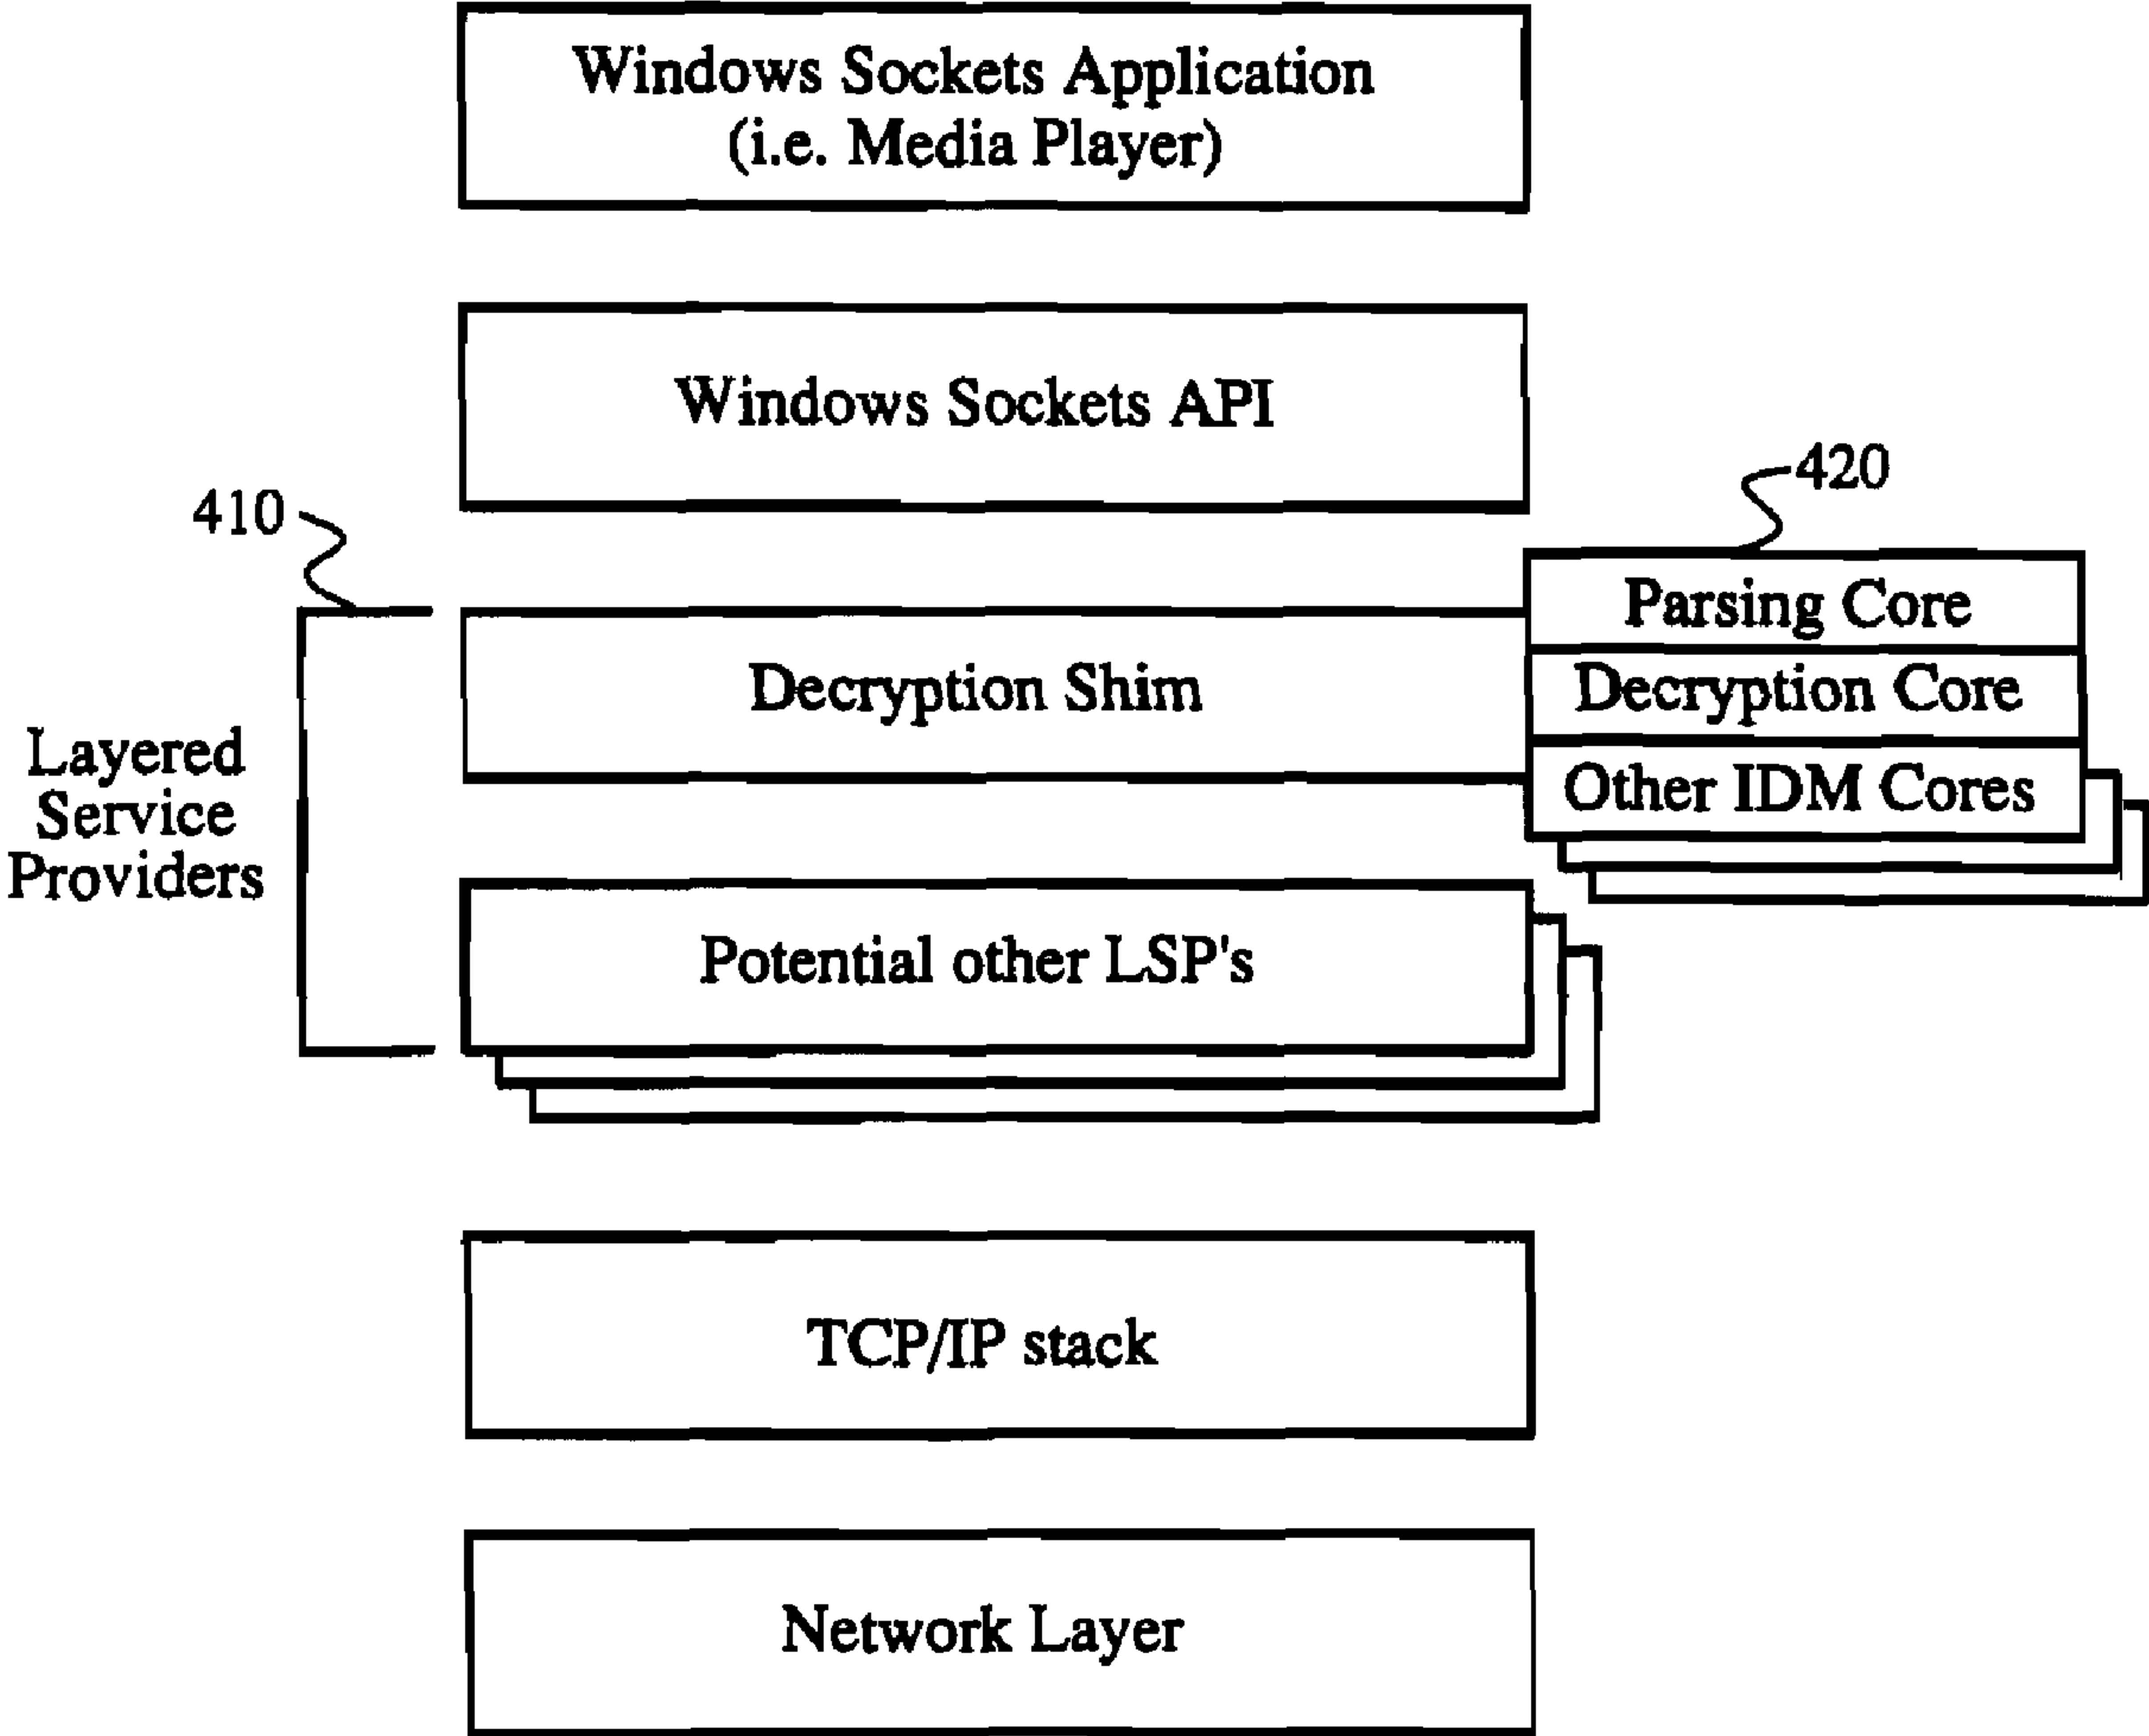 Windows Sockets Application
(i.e. Media Player)
Windows Sockets API
410
420
Layered
Service
Providers
Decryption Shim
Parsing Core
Decryption Core
Other IDM Cores
Potential other LSP's
TCP/IP stack
Network Layer